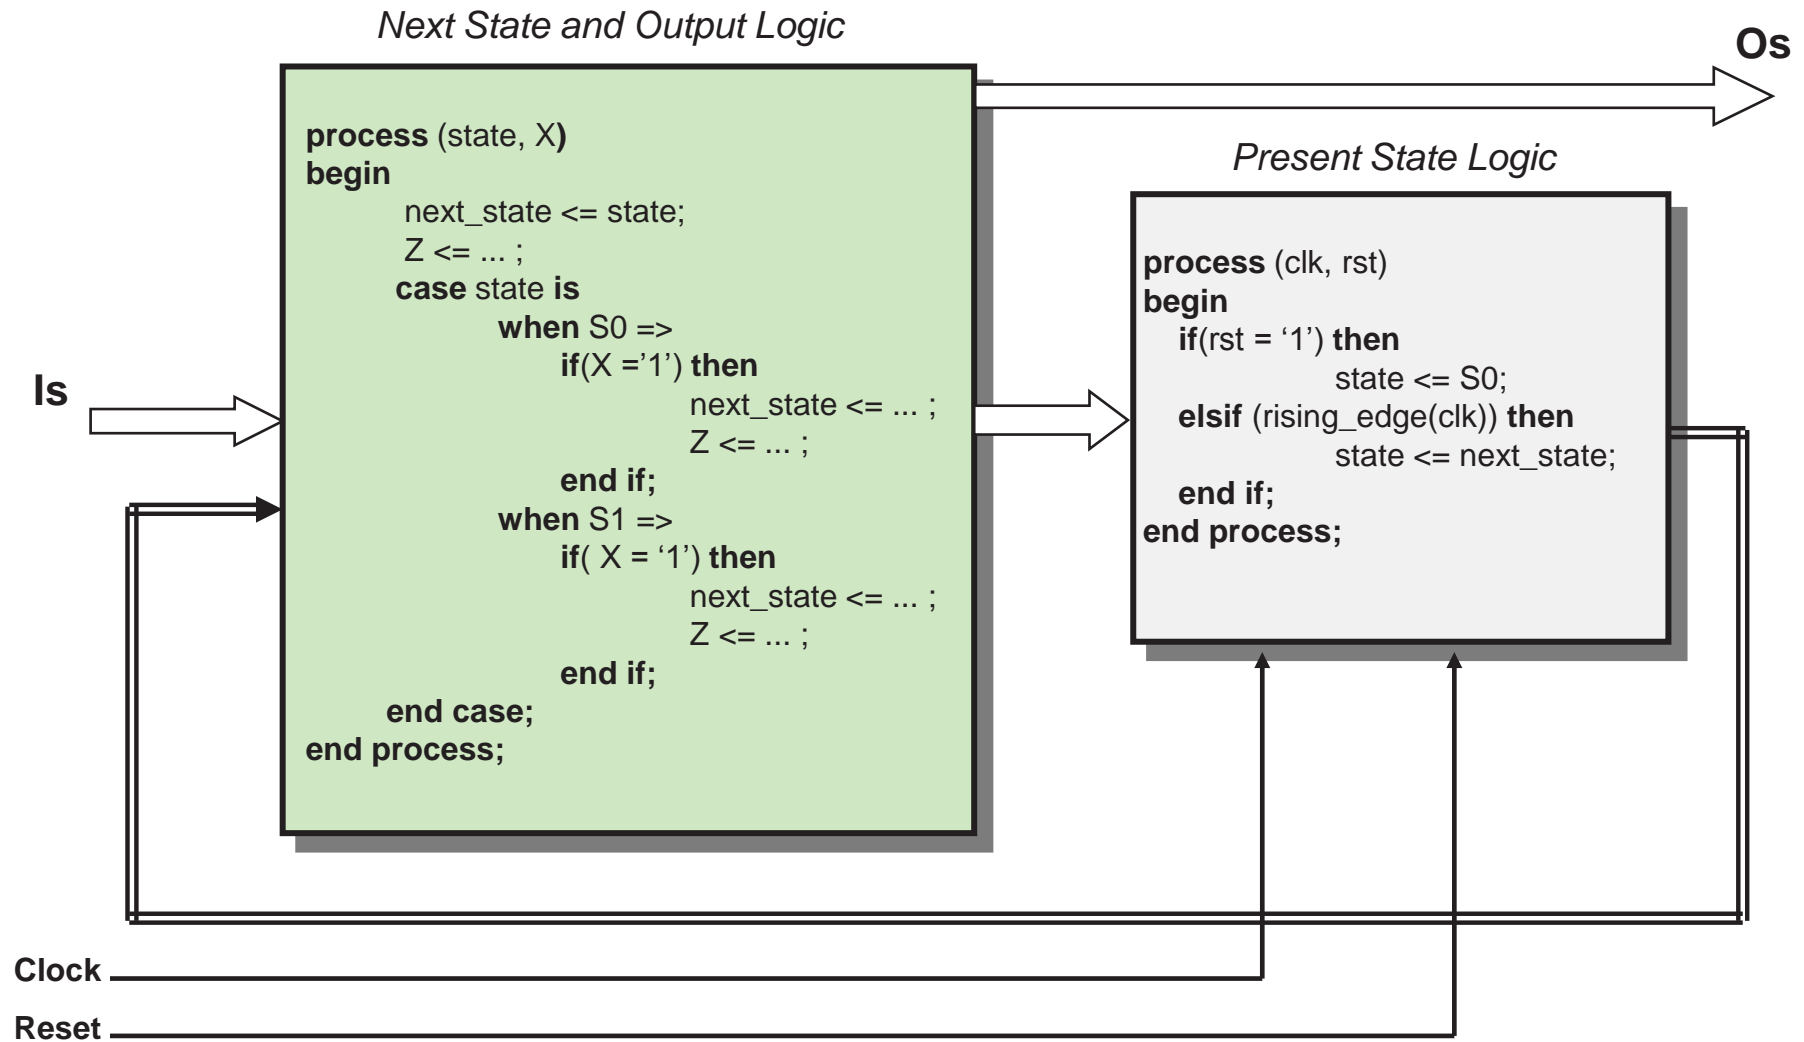 Next State and Output Logic
Os
process (state, X)
begin
next_state <= state;
Z <= ... ;
case state is
when S0 =>
if(X =’1’) then
next_state <= ... ;
Z <= ... ;
end if;
when S1 =>
if( X = ‘1’) then
next_state <= ... ;
Z <= ... ;
end if;
end case;
end process;
Present State Logic
process (clk, rst)
begin
if(rst = ‘1’) then
state <= S0;
elsif (rising_edge(clk)) then
state <= next_state;
end if;
end process;
Is
Clock
Reset